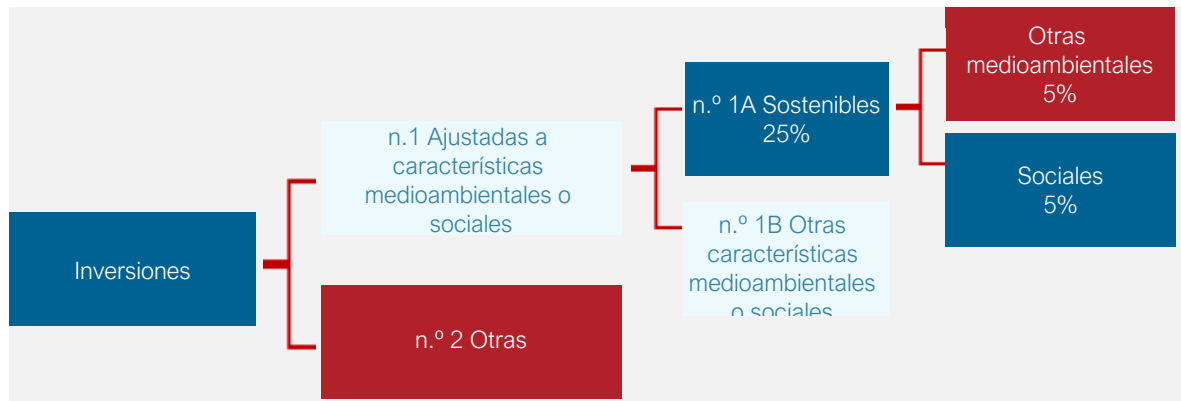 Inversiones
n.1 Ajustadas a
características
medioambientales o
sociales
n.º 2 Otras
n.º 1A Sostenibles
25%
n.º 1B Otras
características
medioambientales
o sociales
Otras
medioambientales
5%
Sociales
5%